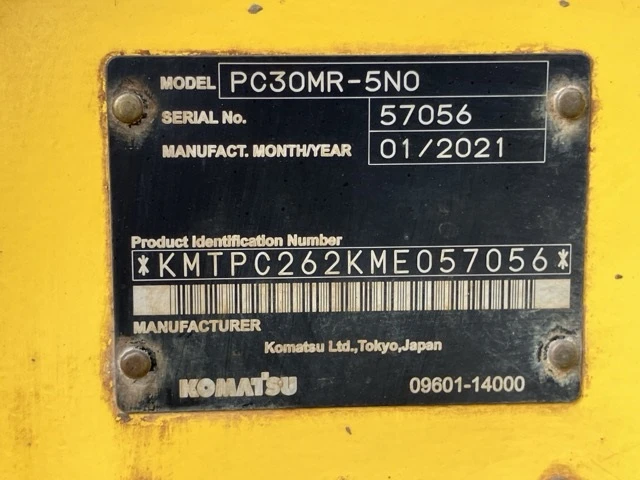 MODEL PC30MR-5N0
SERIAL No. 57056
MANUFACT. MONTH/YEAR 01/2021
Product Identification Number
*KMTPC262KME057056*
MANUFACTURER
Komatsu Ltd.,Tokyo,Japan
KOMATSU 09601-14000